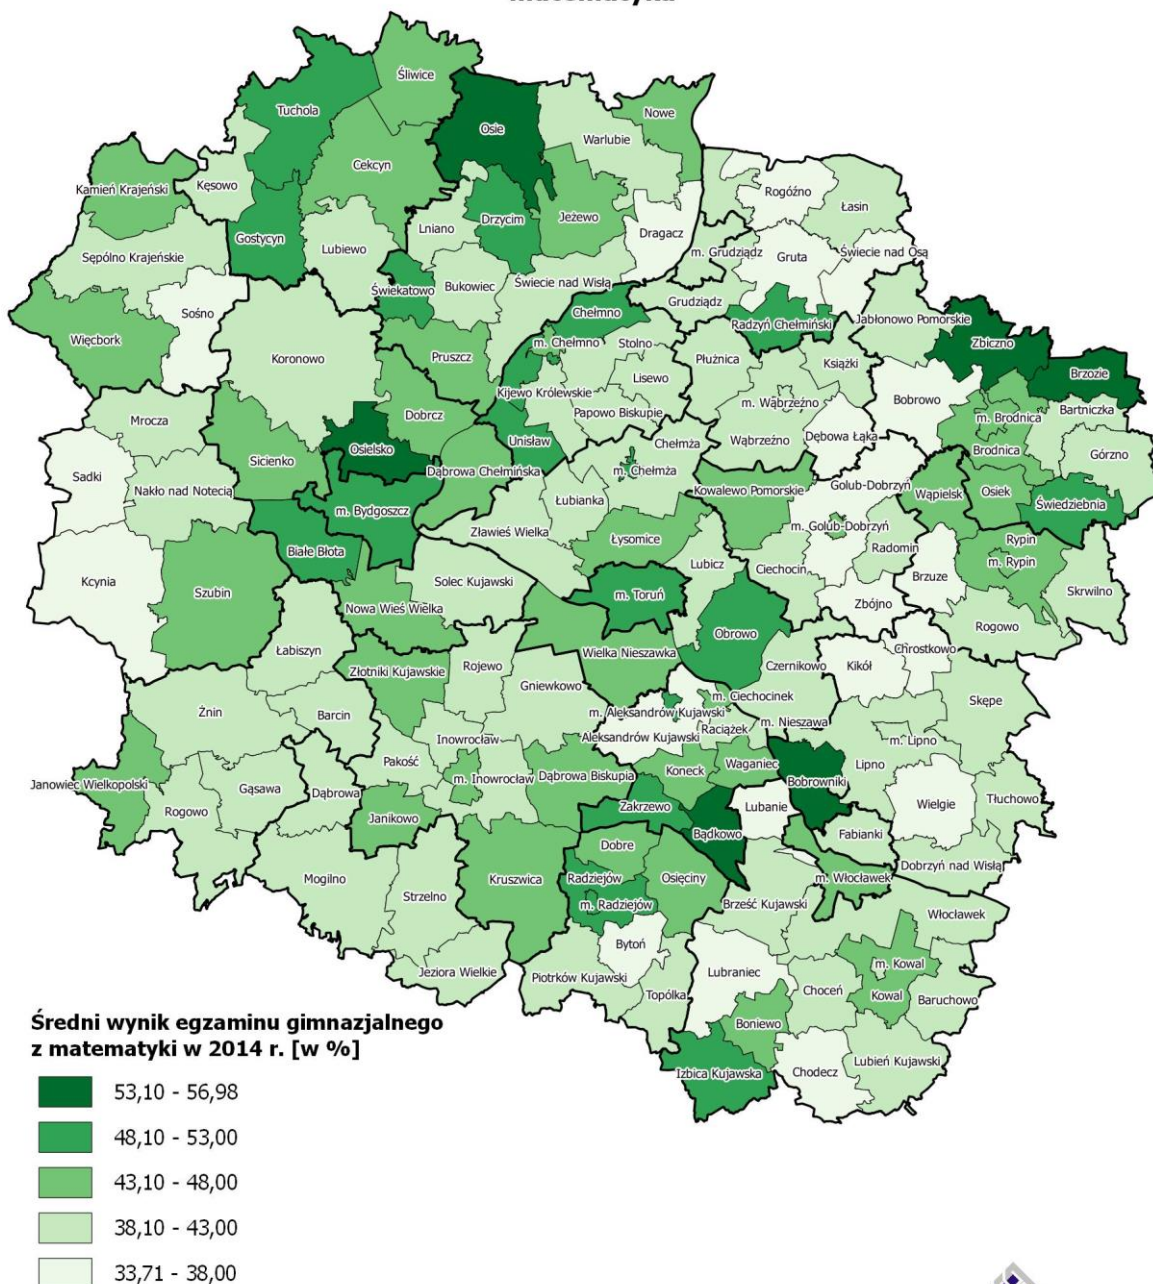 matematyka
Śliwice
Tuchola
Osie
Nowe
Warlubie
Cekcyn
Kamień Krajeński
Kęsowo
Rogóźno
Łasin
Drzycim
Jeżewo
Lniano
Dragacz
Gostycyn
Lubiewo
m. Grudziądz
Świecie nad Osą
Gruta
Sępólno Krajeńskie
Świekatowo
Bukowiec
Świecie nad Wisłą
Grudziądz
Sośno
Chełmno
Radzyń Chełmiński
Jabłonowo Pomorskie
Więcbork
Zbiczno
Koronowo
Pruszcz
m. Chełmno
Stolno
Płużnica
Książki
Brzozie
Lisewo
Kijewo Królewskie
Bobrowo
m. Wąbrzeźno
Bartniczka
Papowo Biskupie
Dobrcz
m. Brodnica
Mrocza
Osielsko
Unisław
Chełmża
Wąbrzeźno
Dębowa Łąka
Brodnica
Górzno
Sicienko
Dąbrowa Chełmińska
m. Chełmża
Sadki
Nakło nad Notecią
Kowalewo Pomorskie
Golub-Dobrzyń
Wąpielsk
Osiek
Świedziebnia
Łubianka
m. Bydgoszcz
Zławieś Wielka
m. Golub-Dobrzyń
Łysomice
Rypin
Radomin
Białe Błota
m. Rypin
Lubicz
Ciechocin
Kcynia
Solec Kujawski
Brzuze
Skrwilno
Szubin
m. Toruń
Nowa Wieś Wielka
Zbójno
Rogowo
Obrowo
Łabiszyn
Wielka Nieszawka
Chrostkowo
Złotniki Kujawskie
Rojewo
Czernikowo
Kikół
Gniewkowo
m. Ciechocinek
Skępe
Żnin
Barcin
m. Aleksandrów Kujawski
m. Nieszawa
Raciążek
Aleksandrów Kujawski
Inowrocław
m. Lipno
Pakość
Waganiec
Lipno
Koneck
m. Inowrocław
Dąbrowa Biskupia
Janowiec Wielkopolski
Bobrowniki
Gąsawa
Dąbrowa
Tłuchowo
Rogowo
Zakrzewo
Lubanie
Wielgie
Janikowo
Bądkowo
Fabianki
Dobre
Dobrzyń nad Wisłą
Mogilno
Kruszwica
Radziejów
Osięciny
m. Włocławek
Strzelno
m. Radziejów
Brześć Kujawski
Włocławek
Bytoń
m. Kowal
Jeziora Wielkie
Piotrków Kujawski
Lubraniec
Topólka
Choceń
Kowal
Baruchowo
Boniewo
Lubień Kujawski
Izbica Kujawska
Chodecz
Średni wynik egzaminu gimnazjalnego
z matematyki w 2014 r. [w %]
53,10 - 56,98
48,10 - 53,00
43,10 - 48,00
38,10 - 43,00
33,71 - 38,00